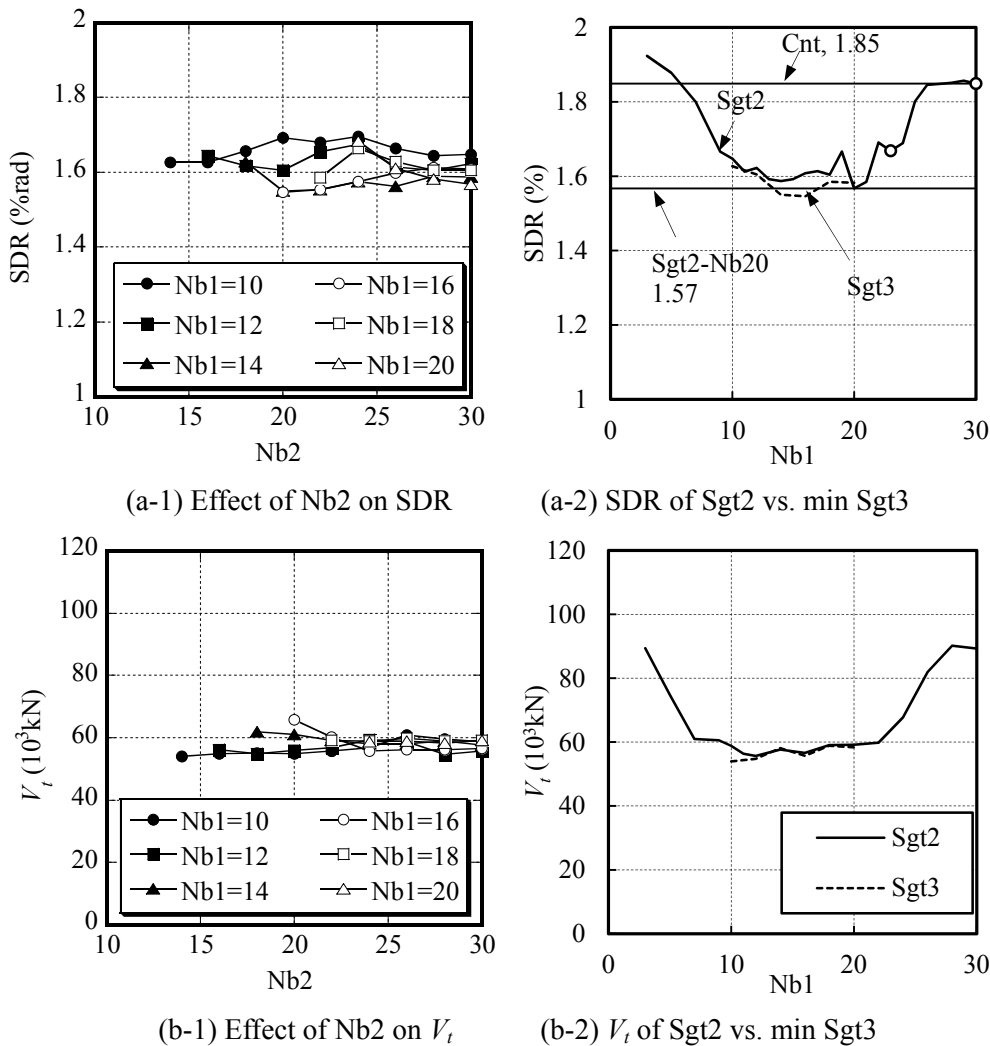 2
1.8
1.6
1.4
1.2
1
SDR (%rad)
Nb1=10
Nb1=16
Nb1=12
Nb1=18
Nb1=14
Nb1=20
10
15
20
25
30
Nb2
(a-1) Effect of Nb2 on SDR
2
1.8
1.6
1.4
1.2
1
SDR (%)
Cnt, 1.85
Sgt2
Sgt2-Nb20
1.57
Sgt3
0
10
20
30
Nb1
(a-2) SDR of Sgt2 vs. min Sgt3
120
100
80
60
40
20
0
Vt (10³kN)
Nb1=10
Nb1=16
Nb1=12
Nb1=18
Nb1=14
Nb1=20
10
15
20
25
30
Nb2
(b-1) Effect of Nb2 on Vt
120
100
80
60
40
20
0
Vt (10³kN)
Sgt2
Sgt3
0
10
20
30
Nb1
(b-2) Vt of Sgt2 vs. min Sgt3